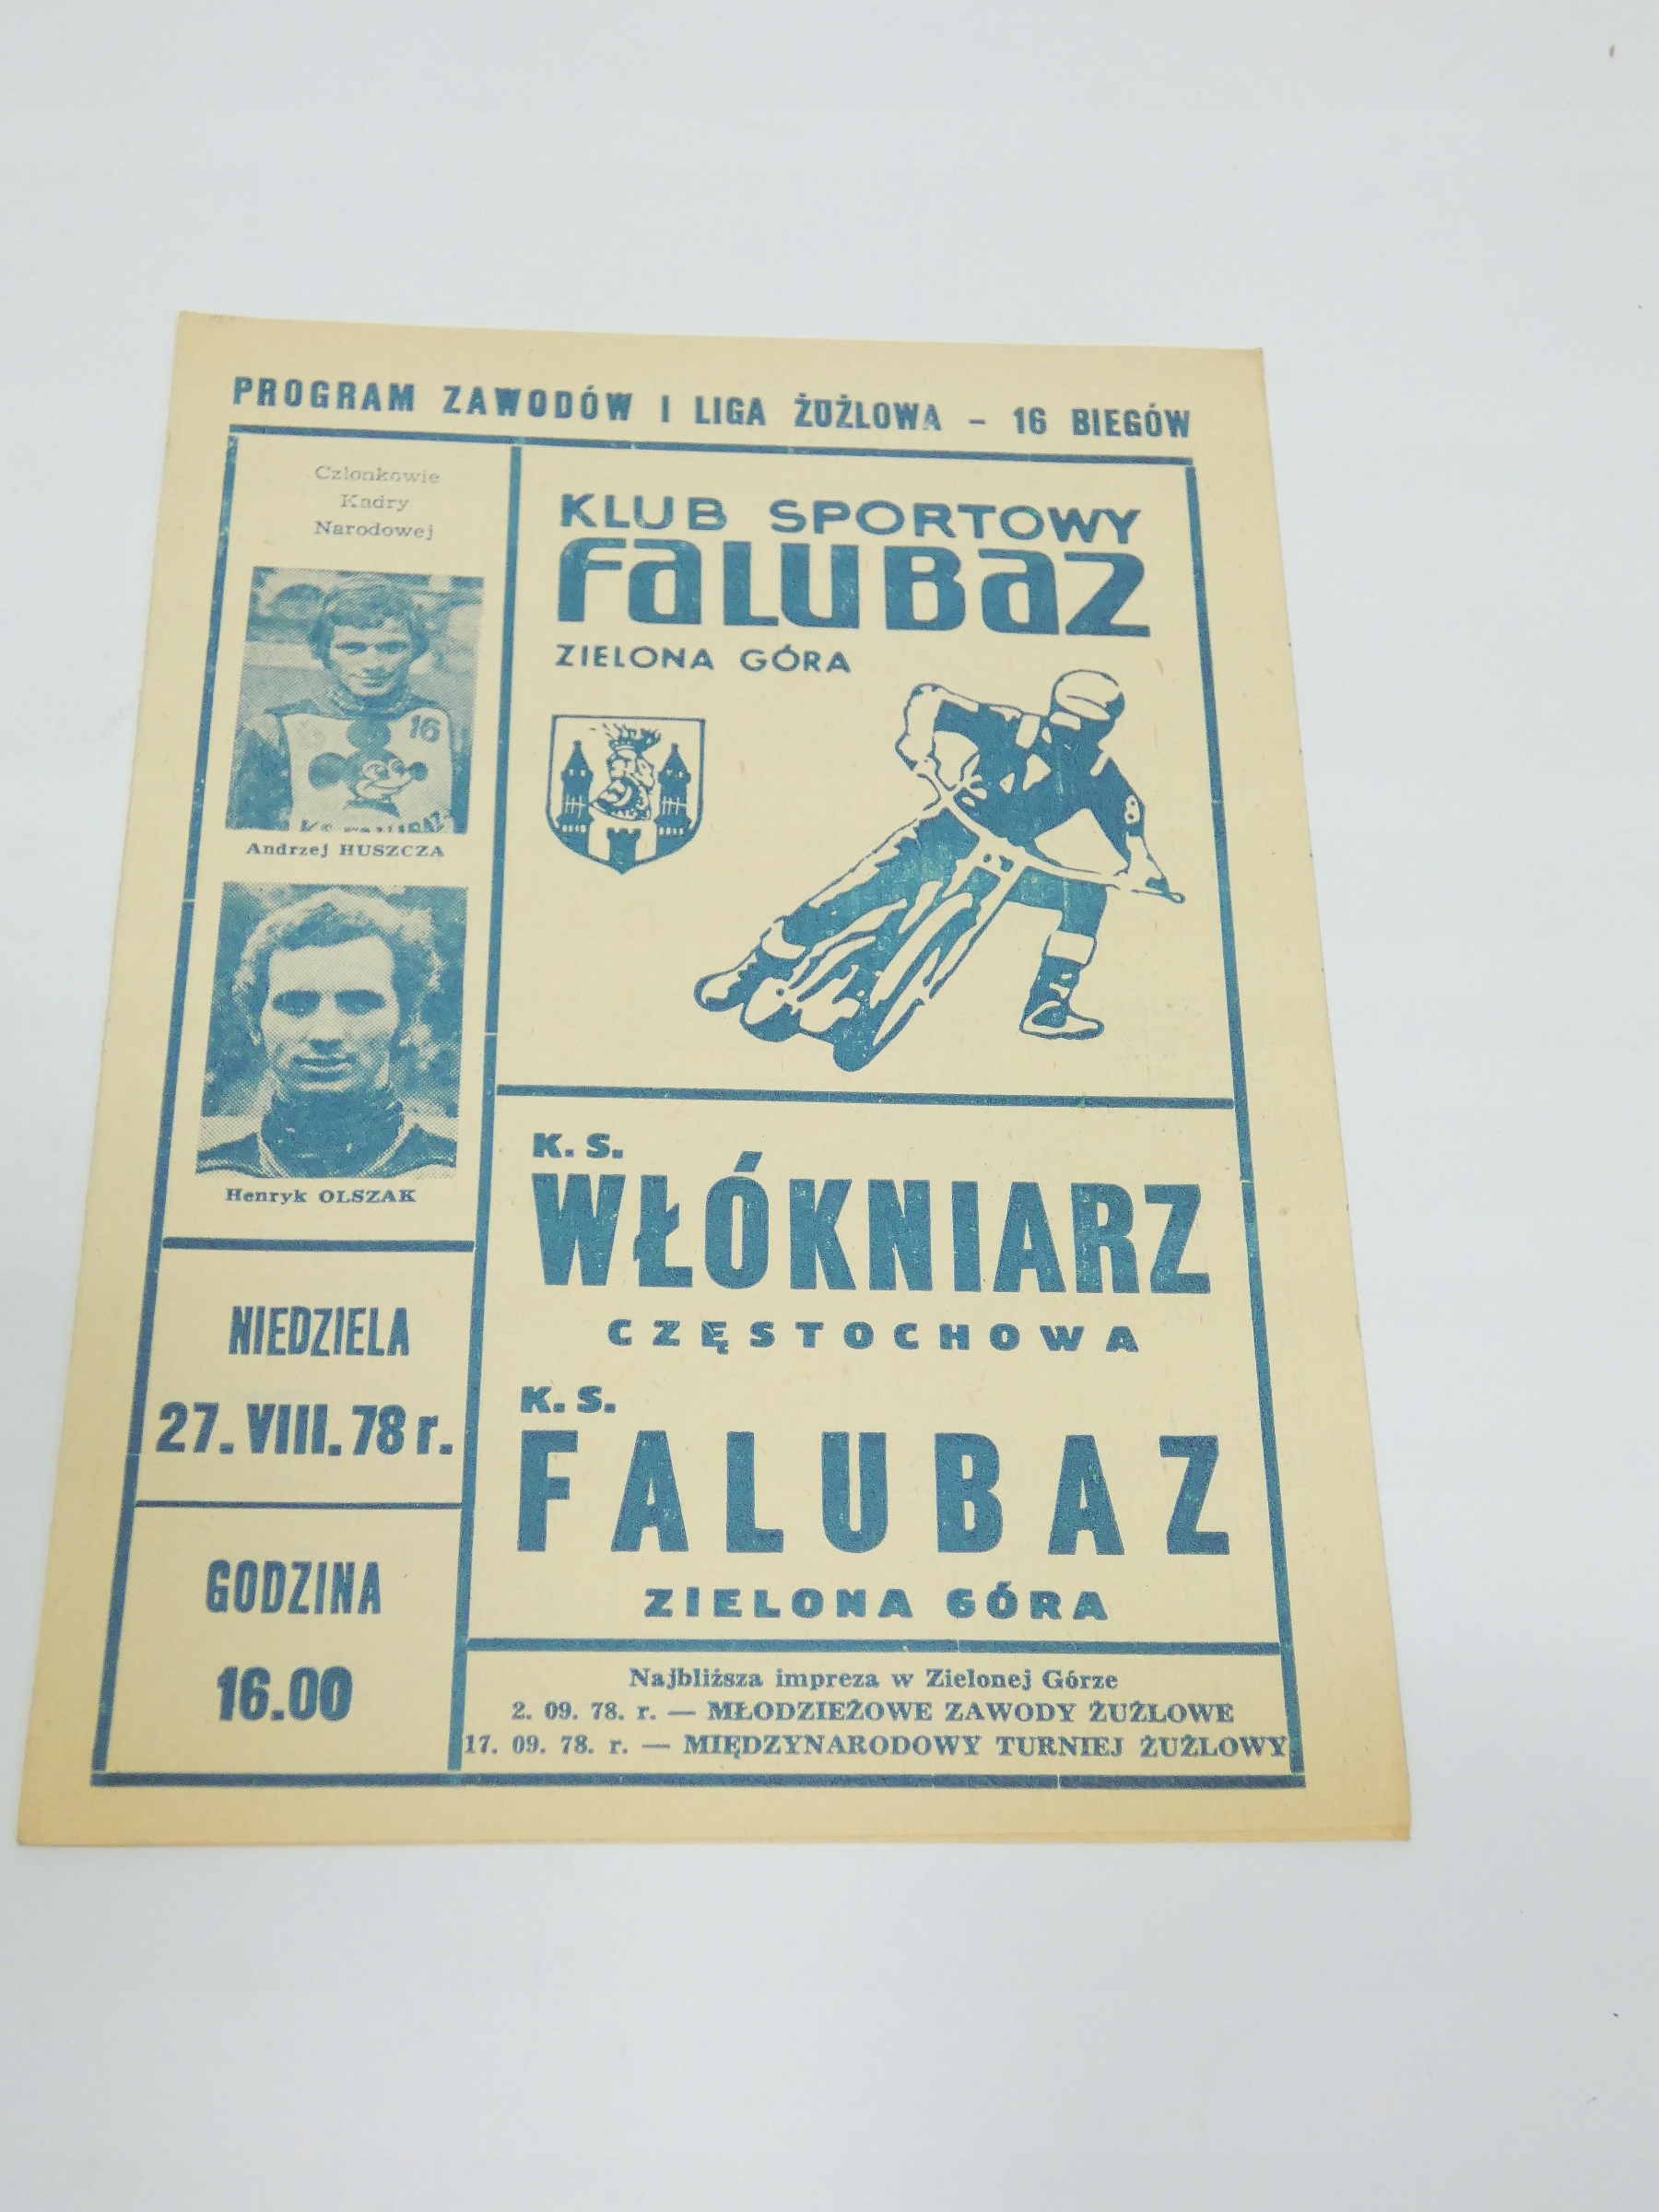 PROGRAM ZAWODÓW I LIGA ŻUŻLOWA - 16 BIEGÓW
Członkowie
Kadry
Narodowej
16
Andrzej HUSZCZA
Henryk OLSZAK
NIEDZIELA
27. VIII. 78 r.
GODZINA
16.00
KLUB SPORTOWY
FALUBAZ
ZIELONA GÓRA
K. S.
WŁÓKNIARZ
CZĘSTOCHOWA
K. S.
FALUBAZ
ZIELONA GÓRA
Najbliższa impreza w Zielonej Górze
2. 09. 78. r. — MŁODZIEŻOWE ZAWODY ŻUŻLOWE
17. 09. 78. r. — MIĘDZYNARODOWY TURNIEJ ŻUŻLOWY